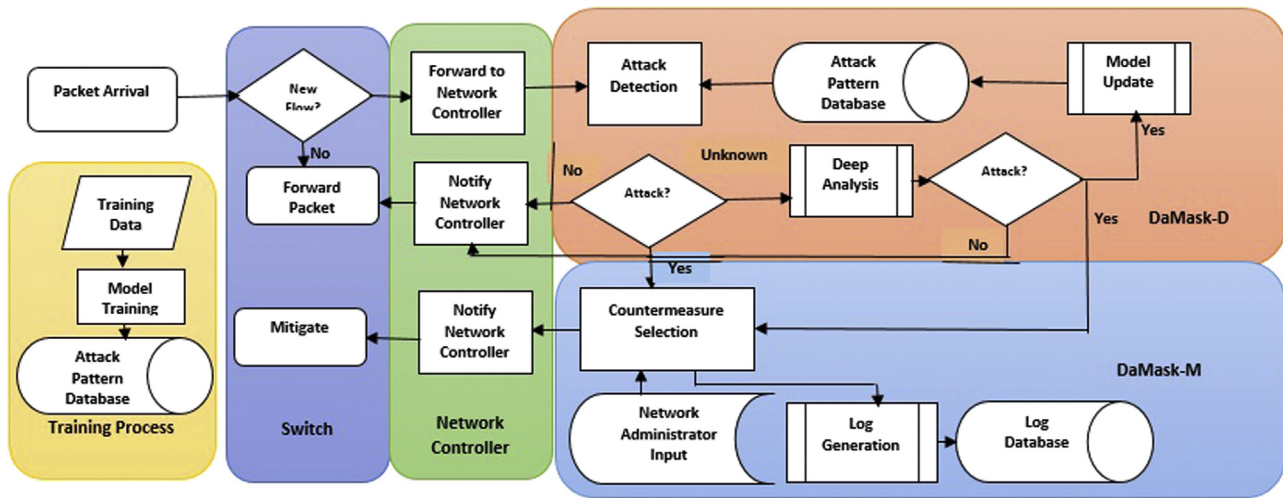 Packet Arrival
New
Flow?
No
Forward
Packet
Mitigate
Switch
Training
Data
Model
Training
Attack
Pattern
Database
Training Process
Forward to
Network
Controller
Notify
Network
Controller
Notify
Network
Controller
Network
Controller
Attack
Detection
Attack
Pattern
Database
Model
Update
Yes
No
Attack?
Unknown
Deep
Analysis
Attack?
Yes
No
DaMask-D
Yes
Countermeasure
Selection
DaMask-M
Network
Administrator
Input
Log
Generation
Log
Database